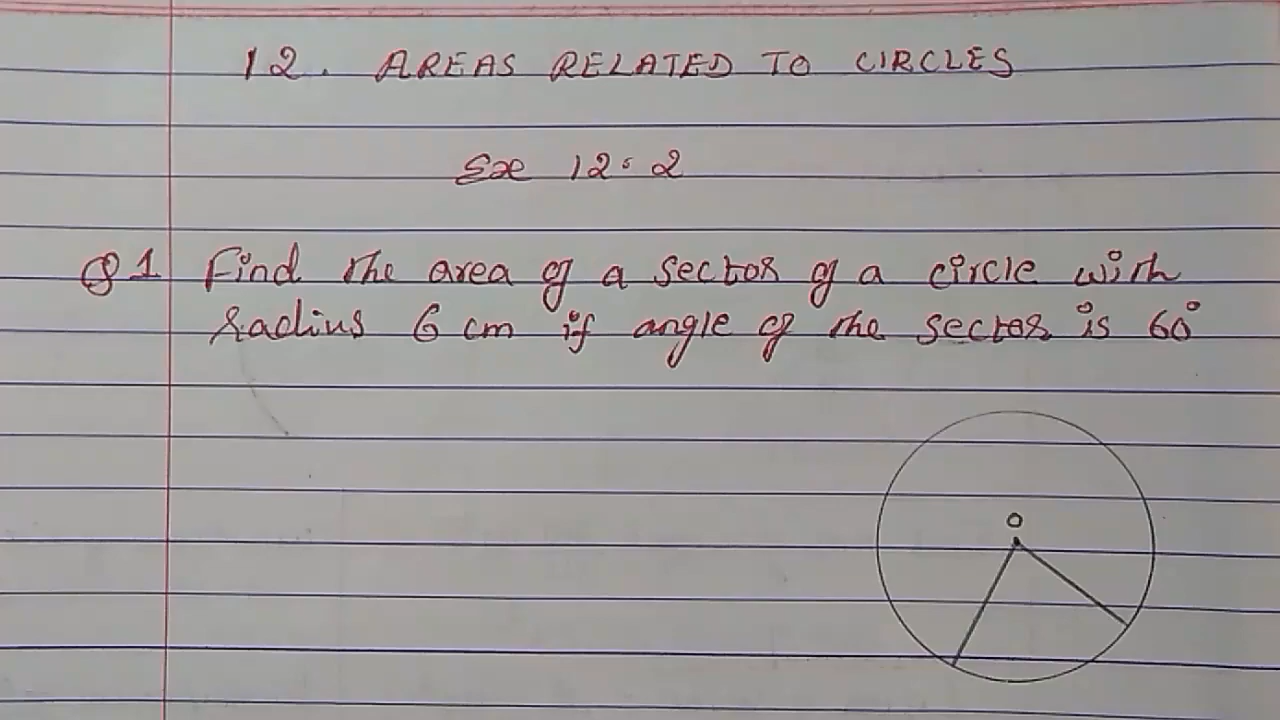 12. AREAS RELATED TO CIRCLES
Ex 12.2
Q1 Find the area of a sector of a circle with
radius 6 cm if angle of the sector is 60°
O